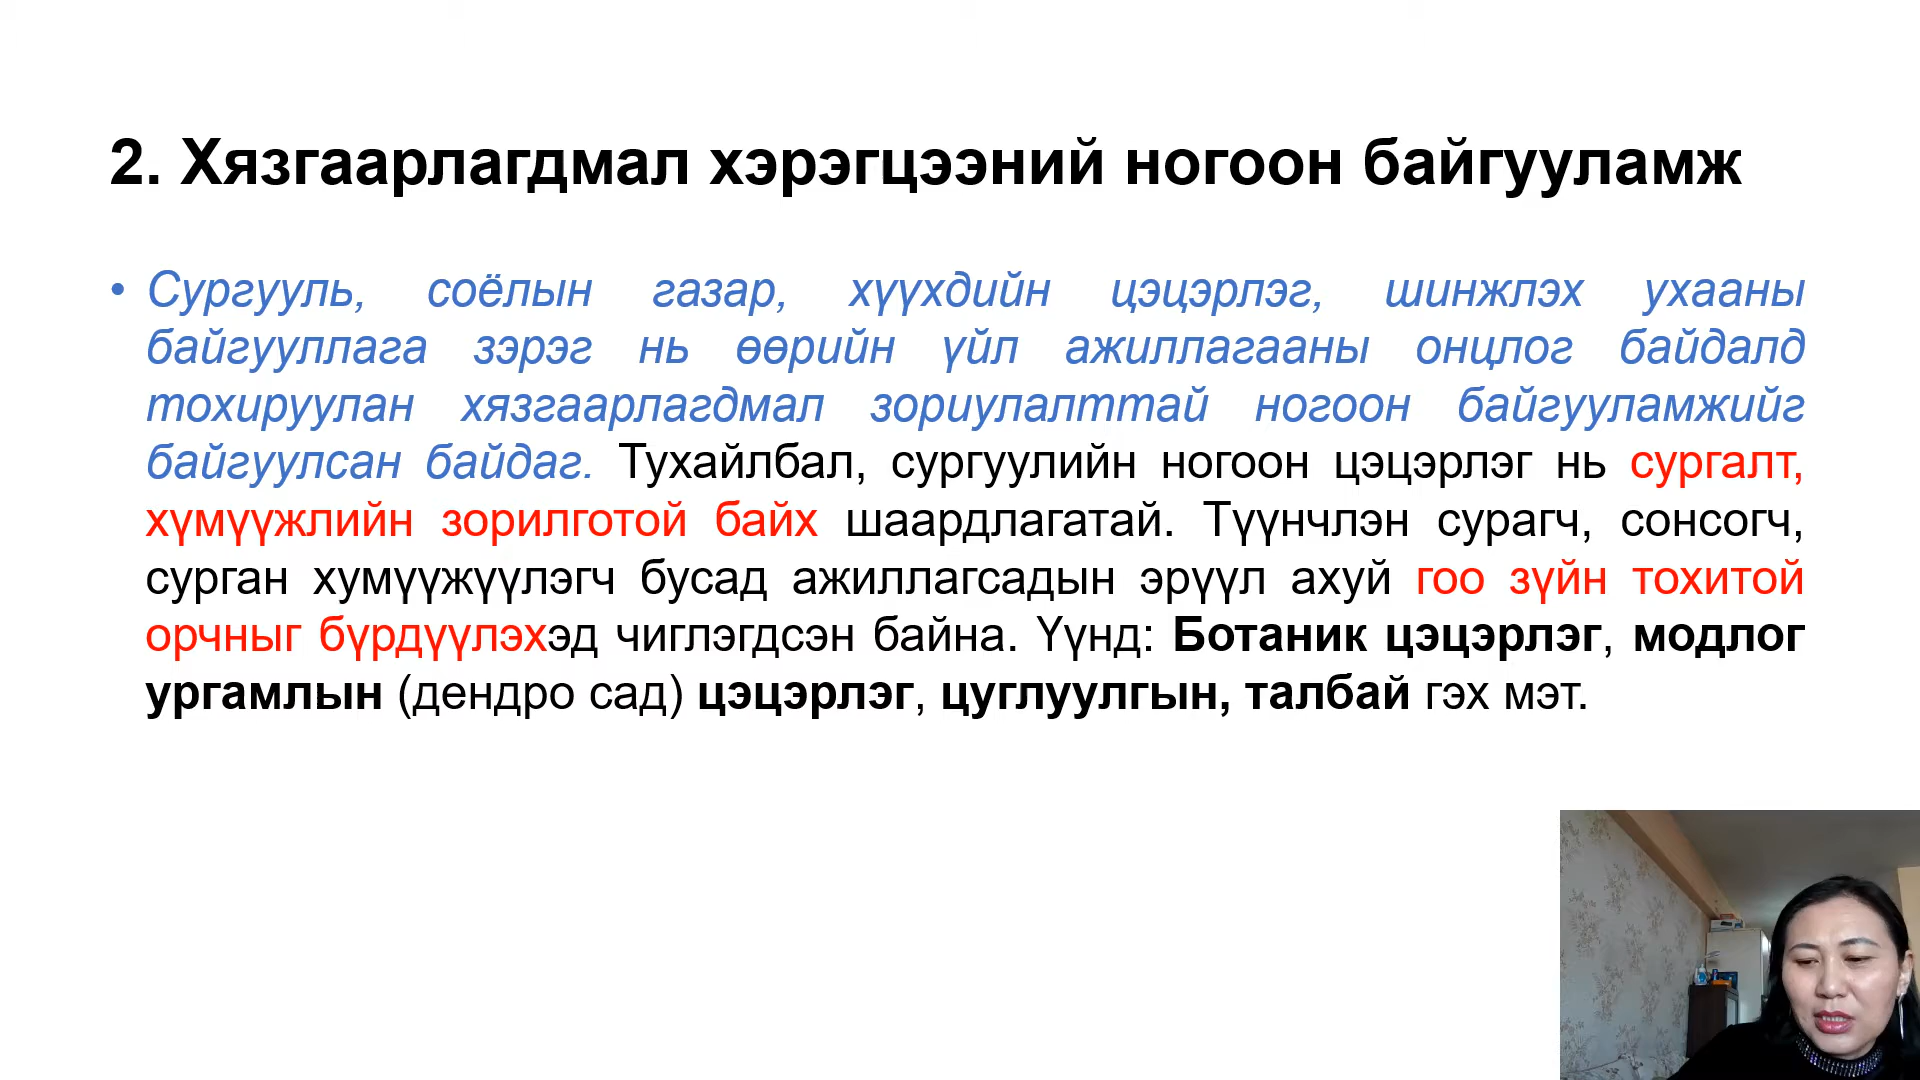 2. Хязгаарлагдмал хэрэгцээний ногоон байгууламж
• Сургууль, соёлын газар, хүүхдийн цэцэрлэг, шинжлэх ухааны
байгууллага зэрэг нь өөрийн үйл ажиллагааны онцлог байдалд
тохируулан хязгаарлагдмал зориулалттай ногоон байгууламжийг
байгуулсан байдаг. Тухайлбал, сургуулийн ногоон цэцэрлэг нь сургалт,
хүмүүжлийн зорилготой байх шаардлагатай. Түүнчлэн сурагч, сонсогч,
сурган хумүүжүүлэгч бусад ажиллагсадын эрүүл ахуй гоо зүйн тохитой
орчныг бүрдүүлэхэд чиглэгдсэн байна. Үүнд: Ботаник цэцэрлэг, модлог
ургамлын (дендро сад) цэцэрлэг, цуглуулгын, талбай гэх мэт.